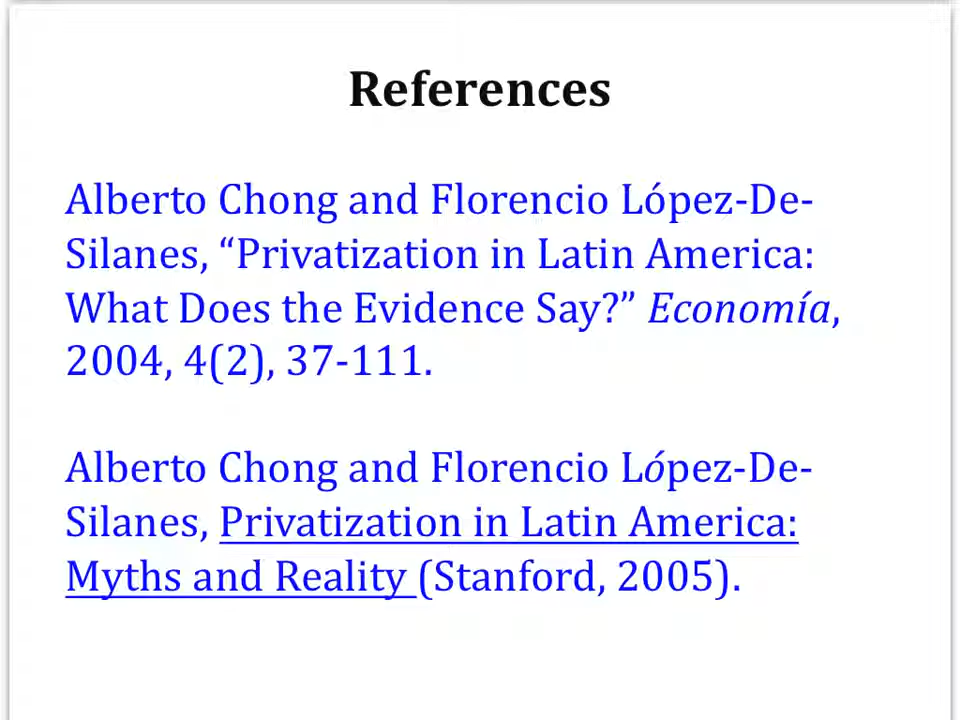 References
Alberto Chong and Florencio López-De-
Silanes, “Privatization in Latin America:
What Does the Evidence Say?” Economía,
2004, 4(2), 37-111.
Alberto Chong and Florencio López-De-
Silanes, Privatization in Latin America:
Myths and Reality (Stanford, 2005).